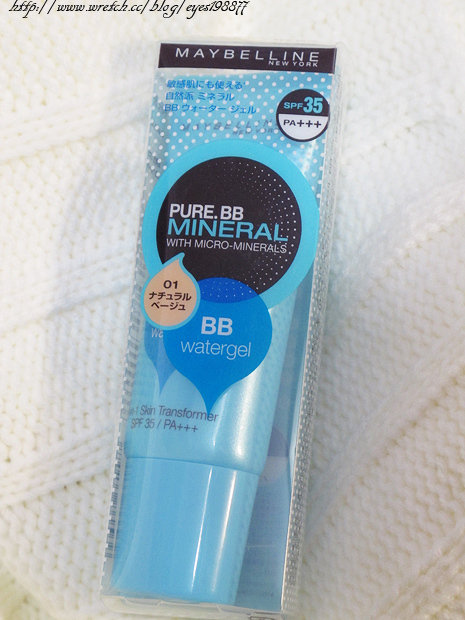 http://www.wretch.cc/blog/eyes198877
MAYBELLINE
NEW YORK
敏感肌にも使える
自然派 ミネラル
BB ウォーター ジェル
SPF 35
PA+++
PURE.BB
MINERAL
WITH MICRO-MINERALS
01
ナチュラル
ベージュ
BB
watergel
Skin Transformer
SPF 35 / PA+++